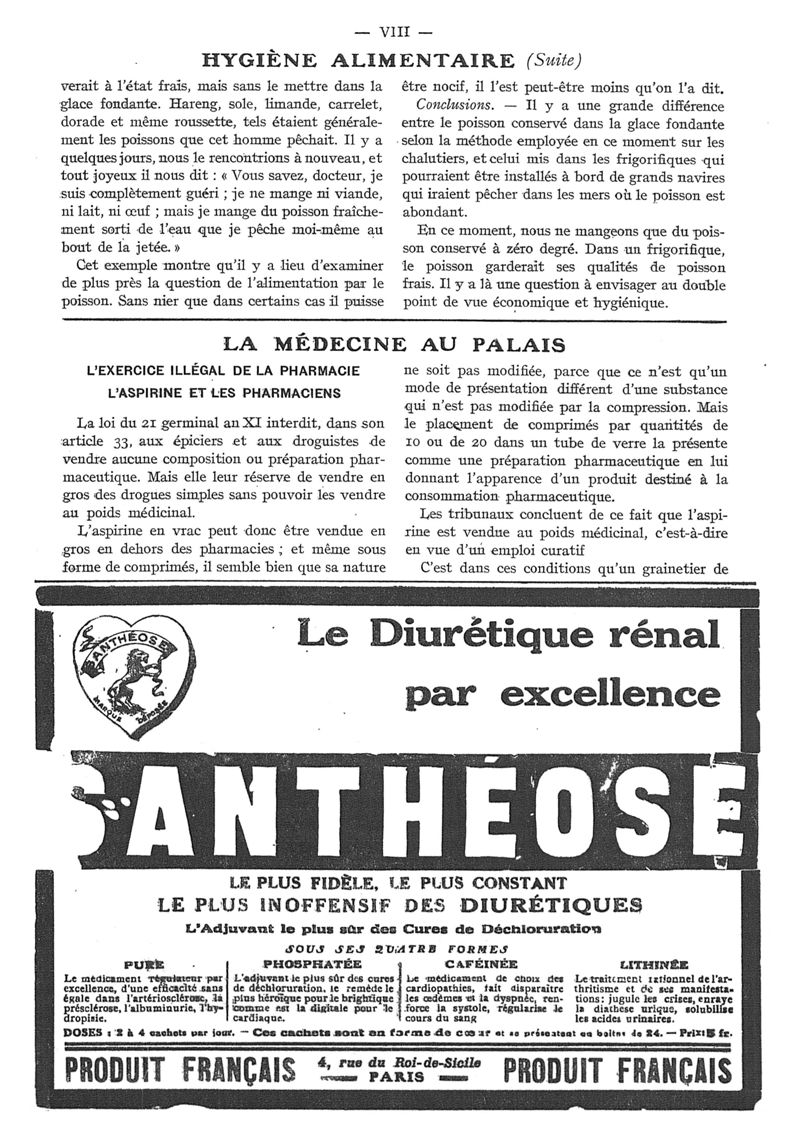 — VIII —
HYGIÈNE ALIMENTAIRE (Suite)
verait à l'état frais, mais sans le mettre dans la
glace fondante. Hareng, sole, limande, carrelet,
dorade et même roussette, tels étaient générale-
ment les poissons que cet homme pêchait. Il y a
quelques jours, nous le rencontrions à nouveau, et
tout joyeux il nous dit : « Vous savez, docteur, je
suis complètement guéri ; je ne mange ni viande,
ni lait, ni œuf ; mais je mange du poisson fraîche-
ment sorti de l'eau que je pêche moi-même au
bout de la jetée. »
Cet exemple montre qu'il y a lieu d'examiner
de plus près la question de l'alimentation par le
poisson. Sans nier que dans certains cas il puisse
être nocif, il l'est peut-être moins qu'on l'a dit.
Conclusions. — Il y a une grande différence
entre le poisson conservé dans la glace fondante
selon la méthode employée en ce moment sur les
chalutiers, et celui mis dans les frigorifiques qui
pourraient être installés à bord de grands navires
qui iraient pêcher dans les mers où le poisson est
abondant.
En ce moment, nous ne mangeons que du pois-
son conservé à zéro degré. Dans un frigorifique,
le poisson garderait ses qualités de poisson
frais. Il y a là une question à envisager au double
point de vue économique et hygiénique.
LA MÉDECINE AU PALAIS
L'EXERCICE ILLÉGAL DE LA PHARMACIE
L'ASPIRINE ET LES PHARMACIENS
La loi du 21 germinal an XI interdit, dans son
article 33, aux épiciers et aux droguistes de
vendre aucune composition ou préparation phar-
maceutique. Mais elle leur réserve de vendre en
gros des drogues simples sans pouvoir les vendre
au poids médicinal.
L'aspirine en vrac peut donc être vendue en
gros en dehors des pharmacies ; et même sous
forme de comprimés, il semble bien que sa nature
ne soit pas modifiée, parce que ce n'est qu'un
mode de présentation différent d'une substance
qui n'est pas modifiée par la compression. Mais
le placement de comprimés par quantités de
10 ou de 20 dans un tube de verre la présente
comme une préparation pharmaceutique en lui
donnant l'apparence d'un produit destiné à la
consommation pharmaceutique.
Les tribunaux concluent de ce fait que l'aspi-
rine est vendue au poids médicinal, c'est-à-dire
en vue d'un emploi curatif
C'est dans ces conditions qu'un grainetier de
SANTHÉOSE
MARQUE DÉPOSÉE
Le Diurétique rénal
par excellence
SANTHÉOSE
LE PLUS FIDÈLE, LE PLUS CONSTANT
LE PLUS INOFFENSIF DES DIURÉTIQUES
L'Adjuvant le plus sûr des Cures de Déchloruration
SOUS SES QUATRE FORMES
PURE
Le médicament régulateur par
excellence, d'une efficacité sans
égale dans l'artériosclérose, la
présclérose, l'albuminurie, l'hy-
dropisie.
PHOSPHATÉE
L'adjuvant le plus sûr des cures
de déchloruration, le remède le
plus héroïque pour le brightique
comme est la digitale pour le
cardiaque.
CAFÉINÉE
Le médicament de choix des
cardiopathies, fait disparaître
les œdèmes et la dyspnée, ren-
force la systole, régularise le
cours du sang
LITHINÉE
Le traitement rationnel de l'ar-
thritisme et de ses manifesta-
tions ; jugule les crises, enraye
la diathèse urique, solubilise
les acides urinaires.
DOSES : 2 à 4 cachets par jour. — Ces cachets sont en forme de cœur et se présentent en boîtes de 24. — Prix : 5 fr.
PRODUIT FRANÇAIS
4, rue du Roi-de-Sicile
PARIS
PRODUIT FRANÇAIS